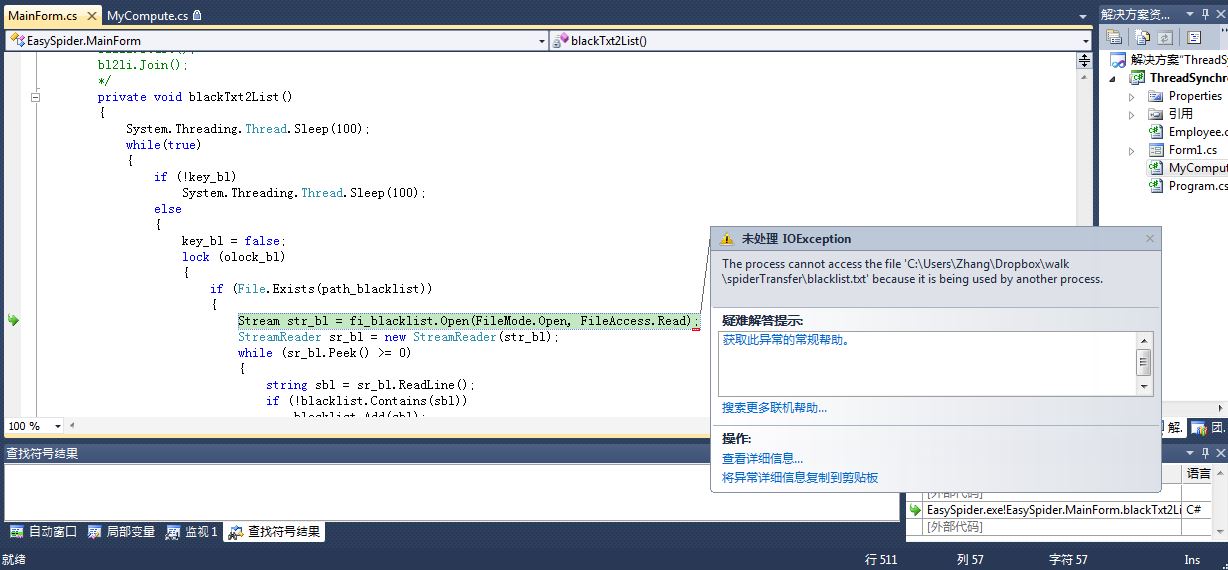 MainForm.cs
MyCompute.cs
解决方案资...
EasySpider.MainForm
blackTxt2List()
解决方案"ThreadSy
bl2li.Join();
*/
ThreadSynchr
private void blackTxt2List()
Properties
{
引用
System.Threading.Thread.Sleep(100);
Employee.c
while(true)
Form1.cs
{
MyComput
if (!key_bl)
Program.cs
System.Threading.Thread.Sleep(100);
else
{
key_bl = false;
未处理 IOException
lock (olock_bl)
The process cannot access the file 'C:\Users\Zhang\Dropbox\walk
{
\spiderTransfer\blacklist.txt' because it is being used by another process.
if (File.Exists(path_blacklist))
{
Stream str_bl = fi_blacklist.Open(FileMode.Open, FileAccess.Read);
疑难解答提示:
StreamReader sr_bl = new StreamReader(str_bl);
获取此异常的常规帮助。
while (sr_bl.Peek() >= 0)
{
string sbl = sr_bl.ReadLine();
if (!blacklist.Contains(sbl))
blacklist.Add(sbl);
搜索更多联机帮助...
100 %
解.
团.
操作:
查找符号结果
查看详细信息...
语言
将异常详细信息复制到剪贴板
[外部代码]
EasySpider.exe!EasySpider.MainForm.blackTxt2Li
C#
[外部代码]
自动窗口
局部变量
监视 1
查找符号结果
就绪
行 511
列 57
字符 57
Ins